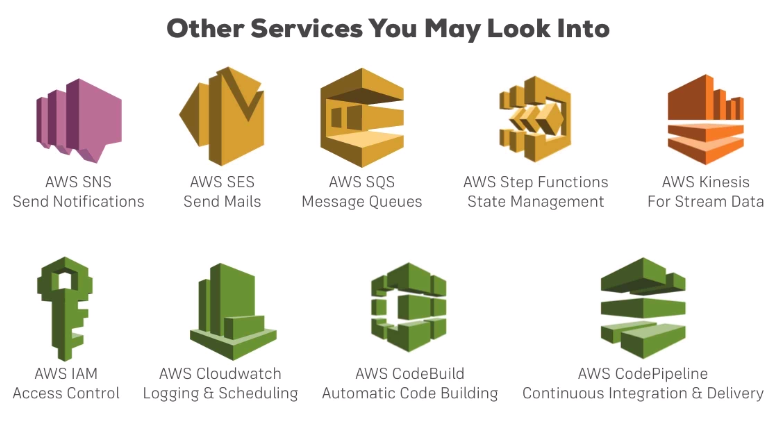 Other Services You May Look Into
AWS SNS
Send Notifications
AWS SES
Send Mails
AWS SQS
Message Queues
AWS Step Functions
State Management
AWS Kinesis
For Stream Data
AWS IAM
Access Control
AWS Cloudwatch
Logging & Scheduling
AWS CodeBuild
Automatic Code Building
AWS CodePipeline
Continuous Integration & Delivery